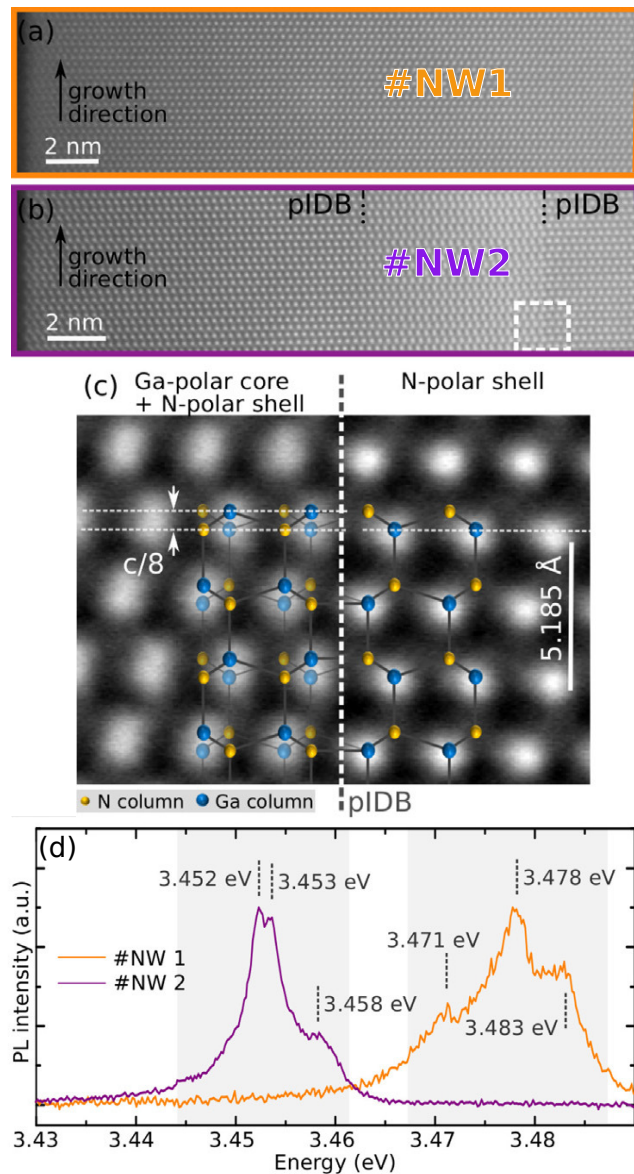 (a)
#NW1
growth
direction
2 nm
(b)
pIDB
pIDB
#NW2
growth
direction
2 nm
(c)
Ga-polar core
+ N-polar shell
N-polar shell
c/8
5.185 Å
N column
Ga column
pIDB
(d)
3.452 eV
3.453 eV
3.478 eV
3.471 eV
#NW 1
#NW 2
3.458 eV
3.483 eV
PL intensity (a.u.)
3.43 3.44 3.45 3.46 3.47 3.48
Energy (eV)